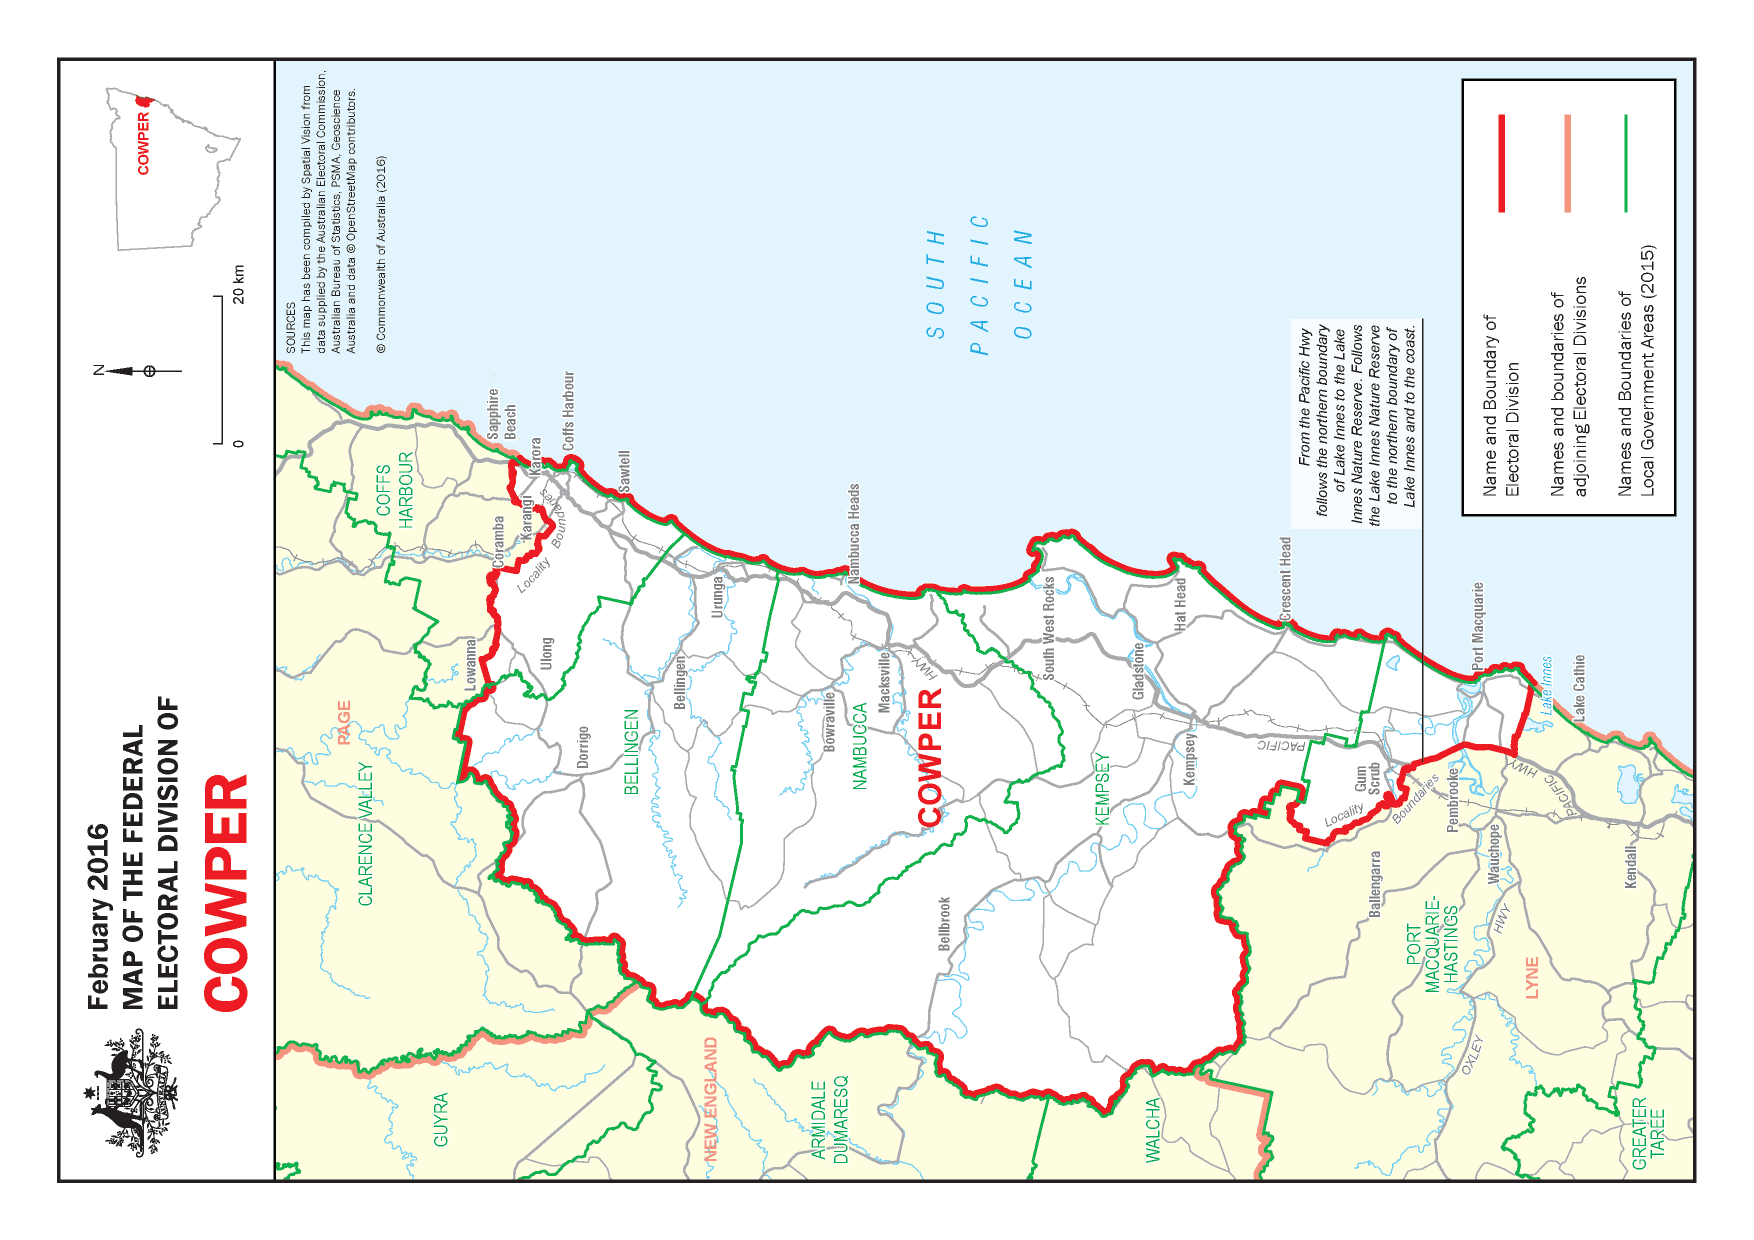 February 2016
MAP OF THE FEDERAL
ELECTORAL DIVISION OF
COWPER
N
0
20 km
COWPER
SOURCES
This map has been compiled by Spatial Vision from
data supplied by the Australian Electoral Commission,
Australian Bureau of Statistics, PSMA, Geoscience
Australia and data © OpenStreetMap contributors.
© Commonwealth of Australia (2016)
SOUTH
PACIFIC
OCEAN
From the Pacific Hwy
follows the northern boundary
of Lake Innes to the Lake
Innes Nature Reserve. Follows
the Lake Innes Nature Reserve
to the northern boundary of
Lake Innes and to the coast.
Name and Boundary of
Electoral Division
Names and boundaries of
adjoining Electoral Divisions
Names and Boundaries of
Local Government Areas (2015)
COFFS
HARBOUR
Sapphire
Beach
Korora
Coffs Harbour
Karangi
Coramba
Locality
Boundaries
Sawtell
Lowanna
Ulong
PAGE
CLARENCE VALLEY
Dorrigo
BELLINGEN
Bellingen
Urunga
Nambucca Heads
Bowraville
Macksville
NAMBUCCA
HWY
COWPER
South West Rocks
Hat Head
Gladstone
Crescent Head
KEMPSEY
Kempsey
PACIFIC
Bellbrook
Gum
Scrub
Locality
Boundaries
Port Macquarie
Lake Innes
Lake Cathie
Pembrooke
HWY
PACIFIC
Wauchope
Kendall
Ballengarra
PORT
MACQUARIE-
HASTINGS
HWY
OXLEY
LYNE
GUYRA
NEW ENGLAND
ARMIDALE
DUMARESQ
WALCHA
GREATER
TAREE